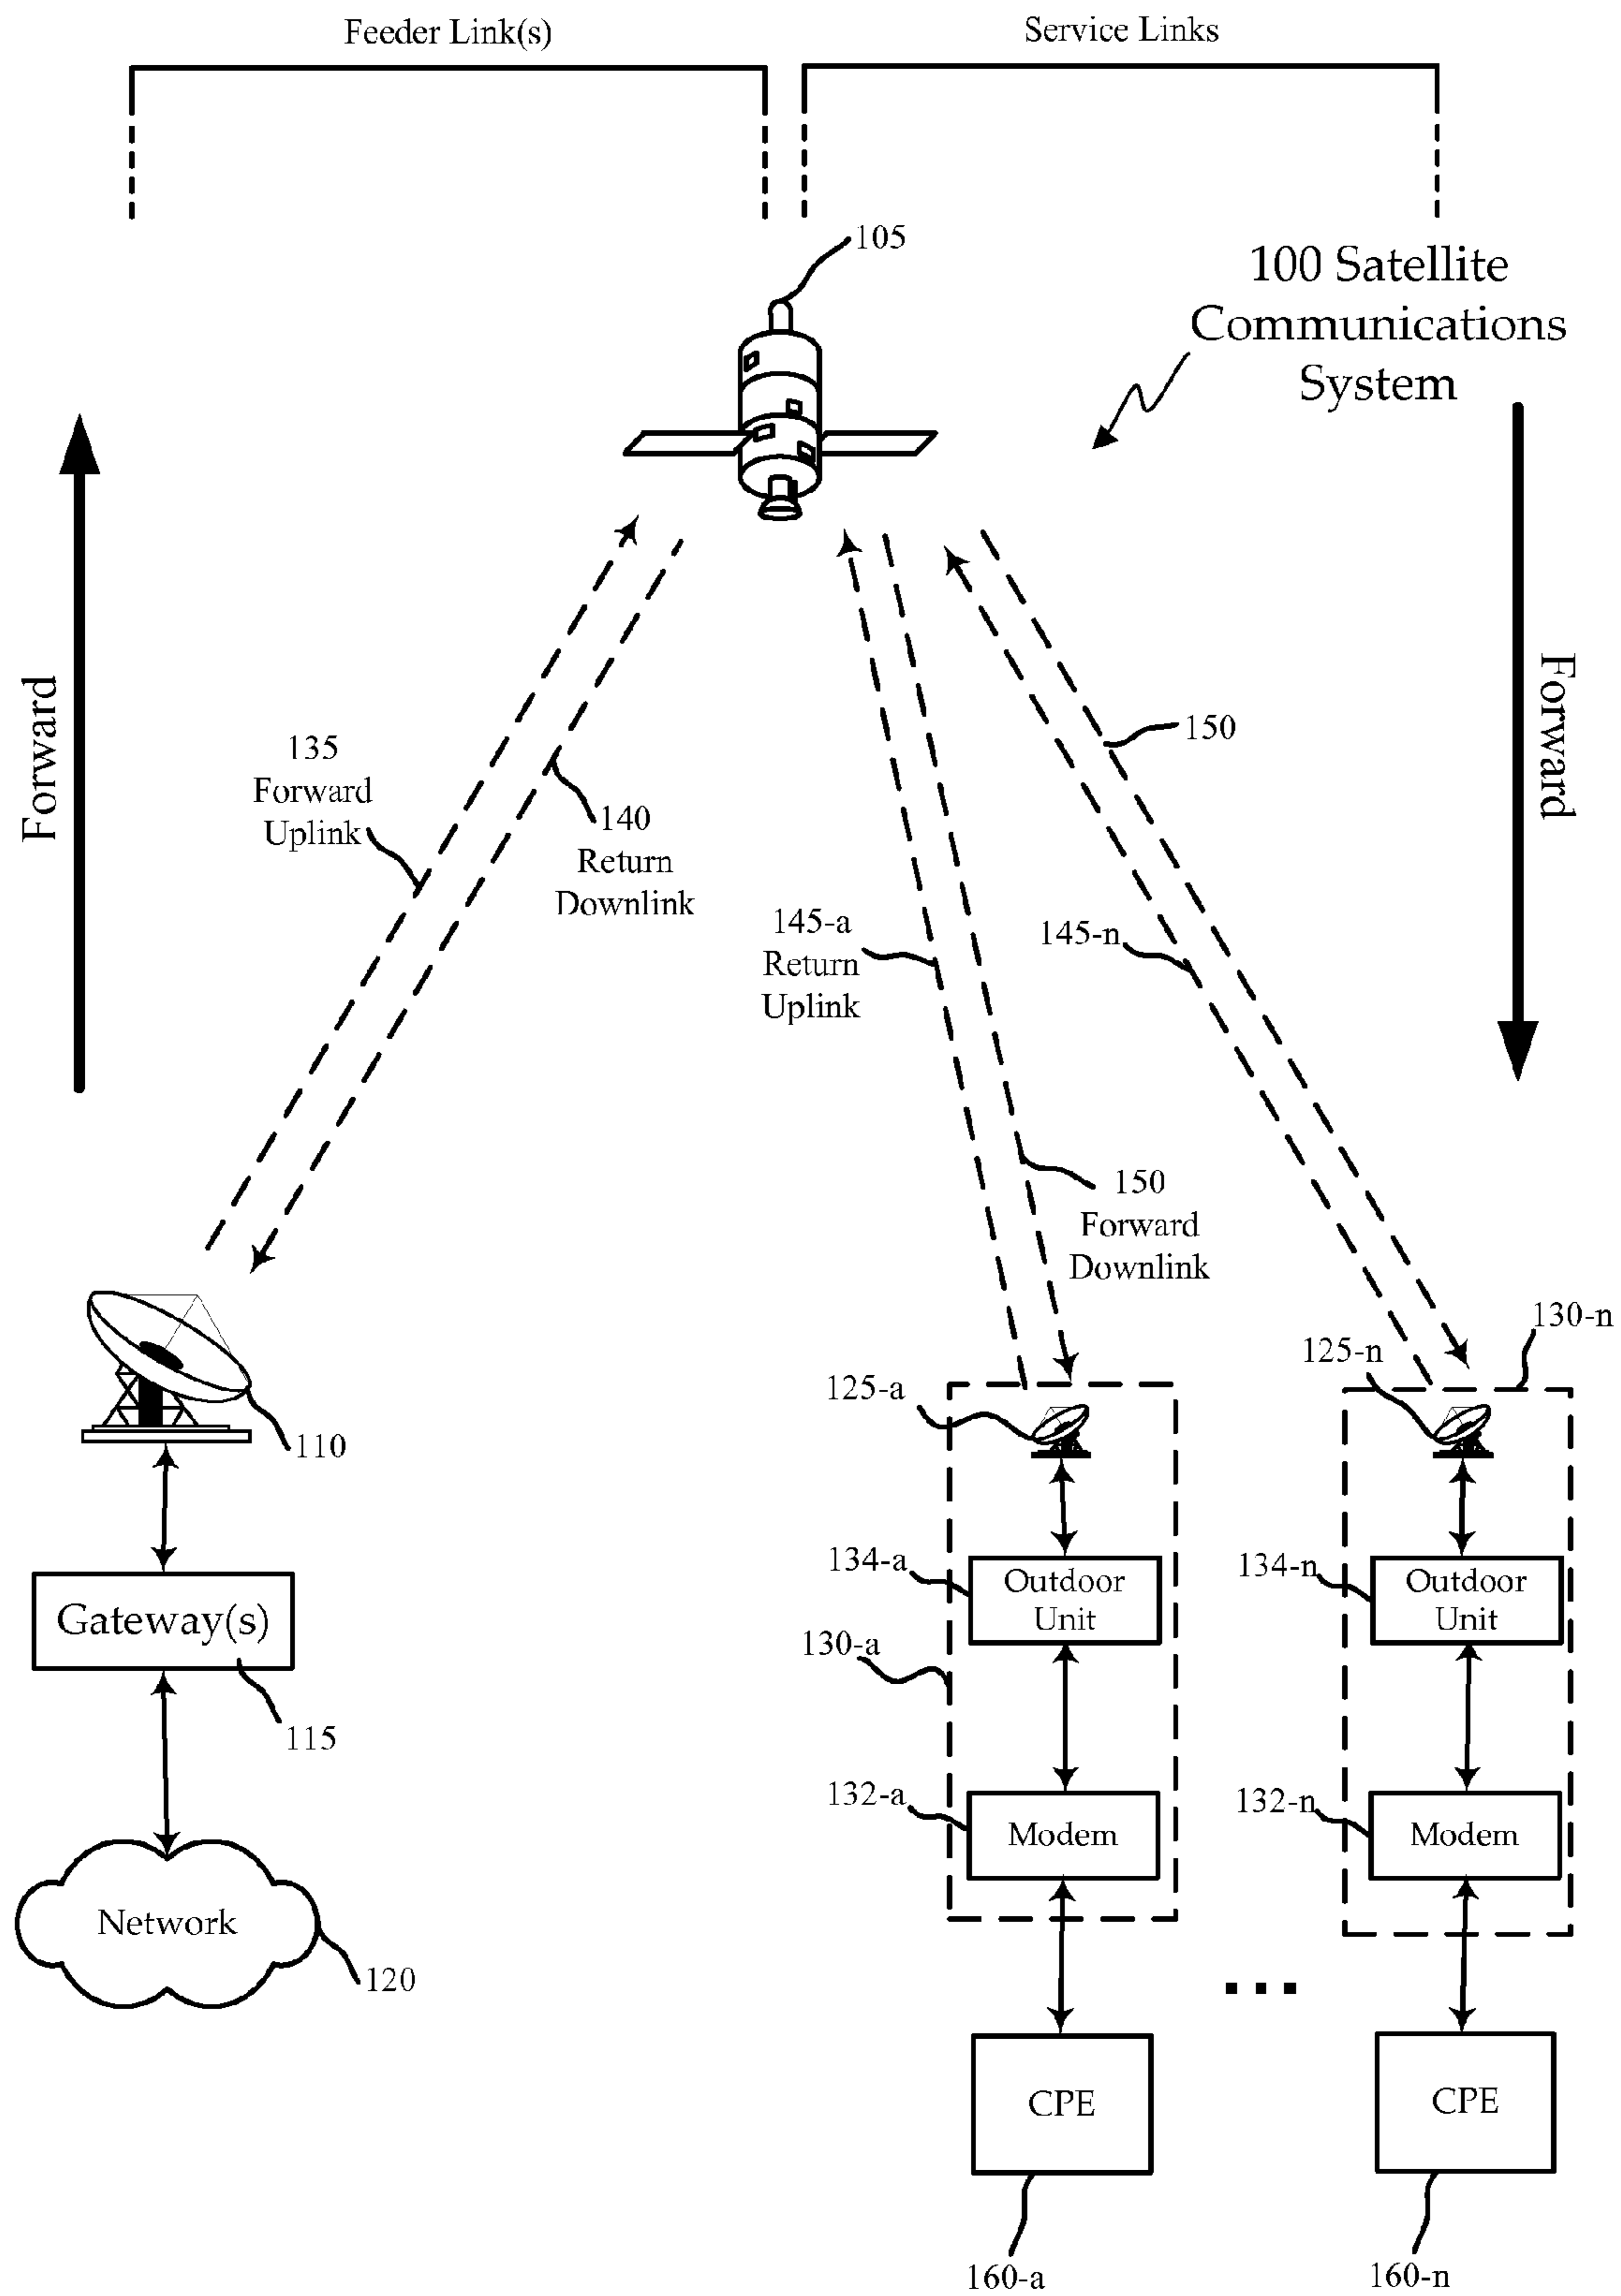 Feeder Link(s)
Service Links
105
100 Satellite
Communications
System
Forward
Forward
135
Forward
Uplink
140
Return
Downlink
150
145-a
Return
Uplink
145-n
150
Forward
Downlink
130-n
125-n
125-a
110
134-a
Outdoor
Unit
134-n
Outdoor
Unit
Gateway(s)
130-a
115
132-a
Modem
132-n
Modem
Network
120
...
CPE
CPE
160-a
160-n